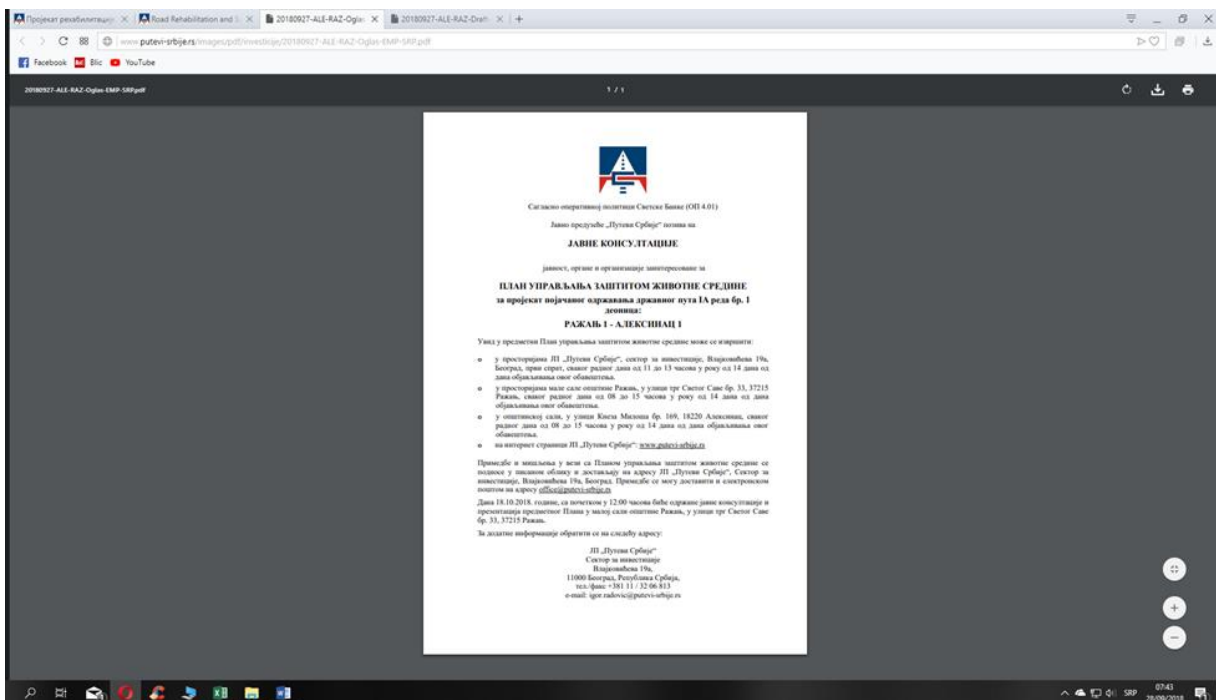 Пројекат рехабилитациј
Road Rehabilitation and S
20180927-ALE-RAZ-Oglas
20180927-ALE-RAZ-Draft
www.putevi-srbije.rs/images/pdf/investicije/20180927-ALE-RAZ-Oglas-EMP-SRP.pdf
Facebook Blic YouTube
20180927-ALE-RAZ-Oglas-EMP-SRP.pdf
1 / 1
Сагласно оперативној политици Светске Банке (ОП 4.01)
Јавно предузеће „Путеви Србије“ позива на
ЈАВНЕ КОНСУЛТАЦИЈЕ
јавност, органе и организације заинтересоване за
ПЛАН УПРАВЉАЊА ЗАШТИТОМ ЖИВОТНЕ СРЕДИНЕ
за пројекат појачаног одржавања државног пута IA реда бр. 1
деоница:
РАЖАЊ 1 - АЛЕКСИНАЦ 1
Увид у предметни План управљања заштитом животне средине може се извршити:
у просторијама ЈП „Путеви Србије“, сектор за инвестиције, Влајковићева 19а,
Београд, први спрат, сваког радног дана од 11 до 13 часова у року од 14 дана од
дана објављивања овог обавештења.
у просторијама мале сале општине Ражањ, у улици трг Светог Саве бр. 33, 37215
Ражањ, сваког радног дана од 08 до 15 часова у року од 14 дана од дана
објављивања овог обавештења.
у општинској сали, у улици Кнеза Милоша бр. 169, 18220 Алексинац, сваког
радног дана од 08 до 15 часова у року од 14 дана од дана објављивања овог
обавештења.
на интернет страници ЈП „Путеви Србије“: www.putevi-srbije.rs
Примедбе и мишљења у вези са Планом управљања заштитом животне средине се
подносе у писаном облику и достављају на адресу ЈП „Путеви Србије“, Сектор за
инвестиције, Влајковићева 19а, Београд. Примедбе се могу доставити и електронском
поштом на адресу office@putevi-srbije.rs
Дана 18.10.2018. године, са почетком у 12:00 часова биће одржане јавне консултације и
презентација предметног Плана у малој сали општине Ражањ, у улици трг Светог Саве
бр. 33, 37215 Ражањ.
За додатне информације обратити се на следећу адресу:
ЈП „Путеви Србије“
Сектор за инвестиције
Влајковићева 19а,
11000 Београд, Република Србија,
тел./факс +381 11 / 32 06 813
e-mail: igor.radovic@putevi-srbije.rs
SRP
07:43
28/09/2018